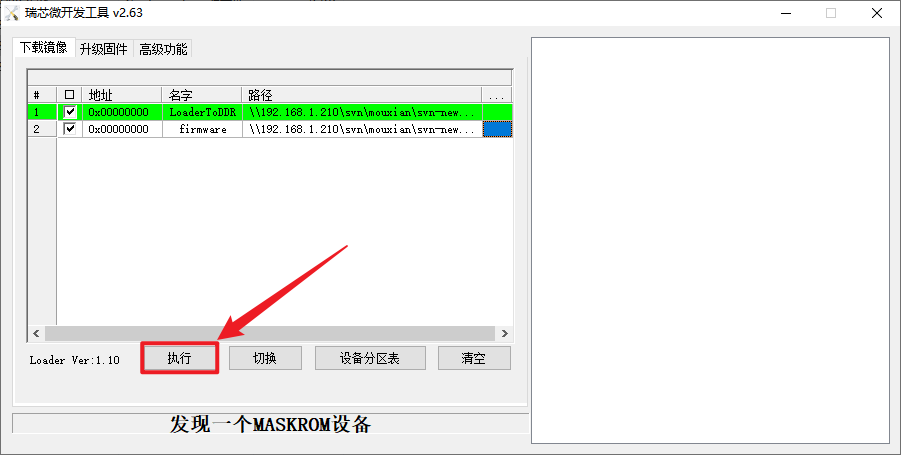 瑞芯微开发工具 v2.63
下载镜像 升级固件 高级功能
# 地址 名字 路径 ...
1 0x00000000 LoaderToDDR \\192.168.1.210\svn\mouxian\svn-new...
2 0x00000000 firmware \\192.168.1.210\svn\mouxian\svn-new...
Loader Ver:1.10 执行 切换 设备分区表 清空
发现一个MASKROM设备